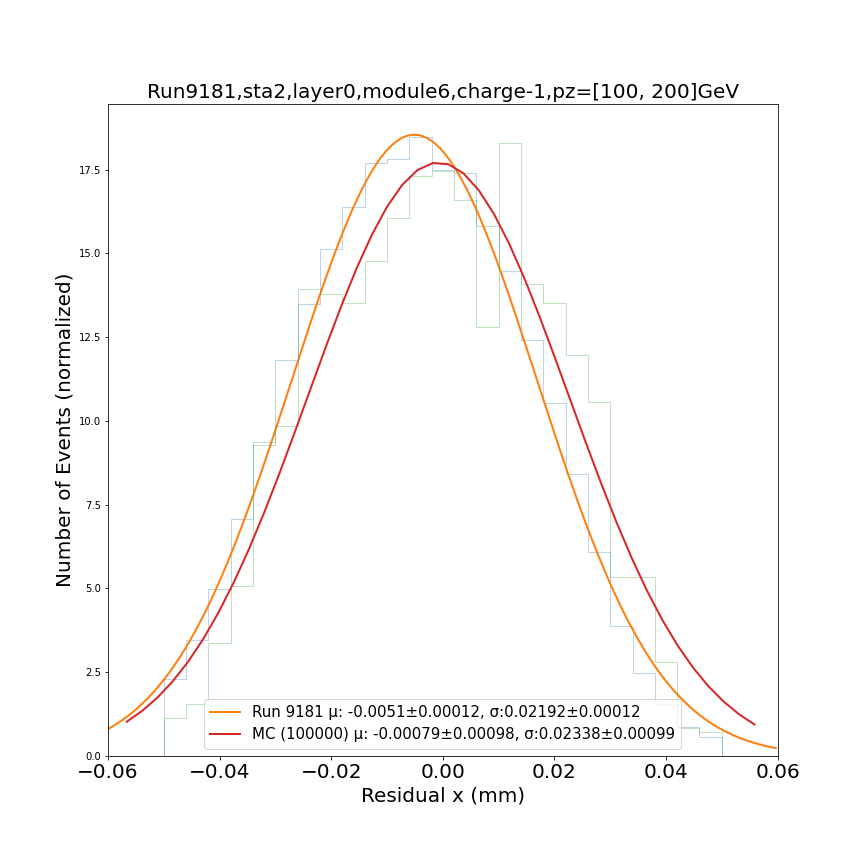 Run9181,sta2,layer0,module6,charge-1,pz=[100, 200]GeV
Number of Events (normalized)
17.5
15.0
12.5
10.0
7.5
5.0
2.5
0.0
Run 9181 μ: -0.0051±0.00012, σ:0.02192±0.00012
MC (100000) μ: -0.00079±0.00098, σ:0.02338±0.00099
−0.06 −0.04 −0.02 0.00 0.02 0.04 0.06
Residual x (mm)